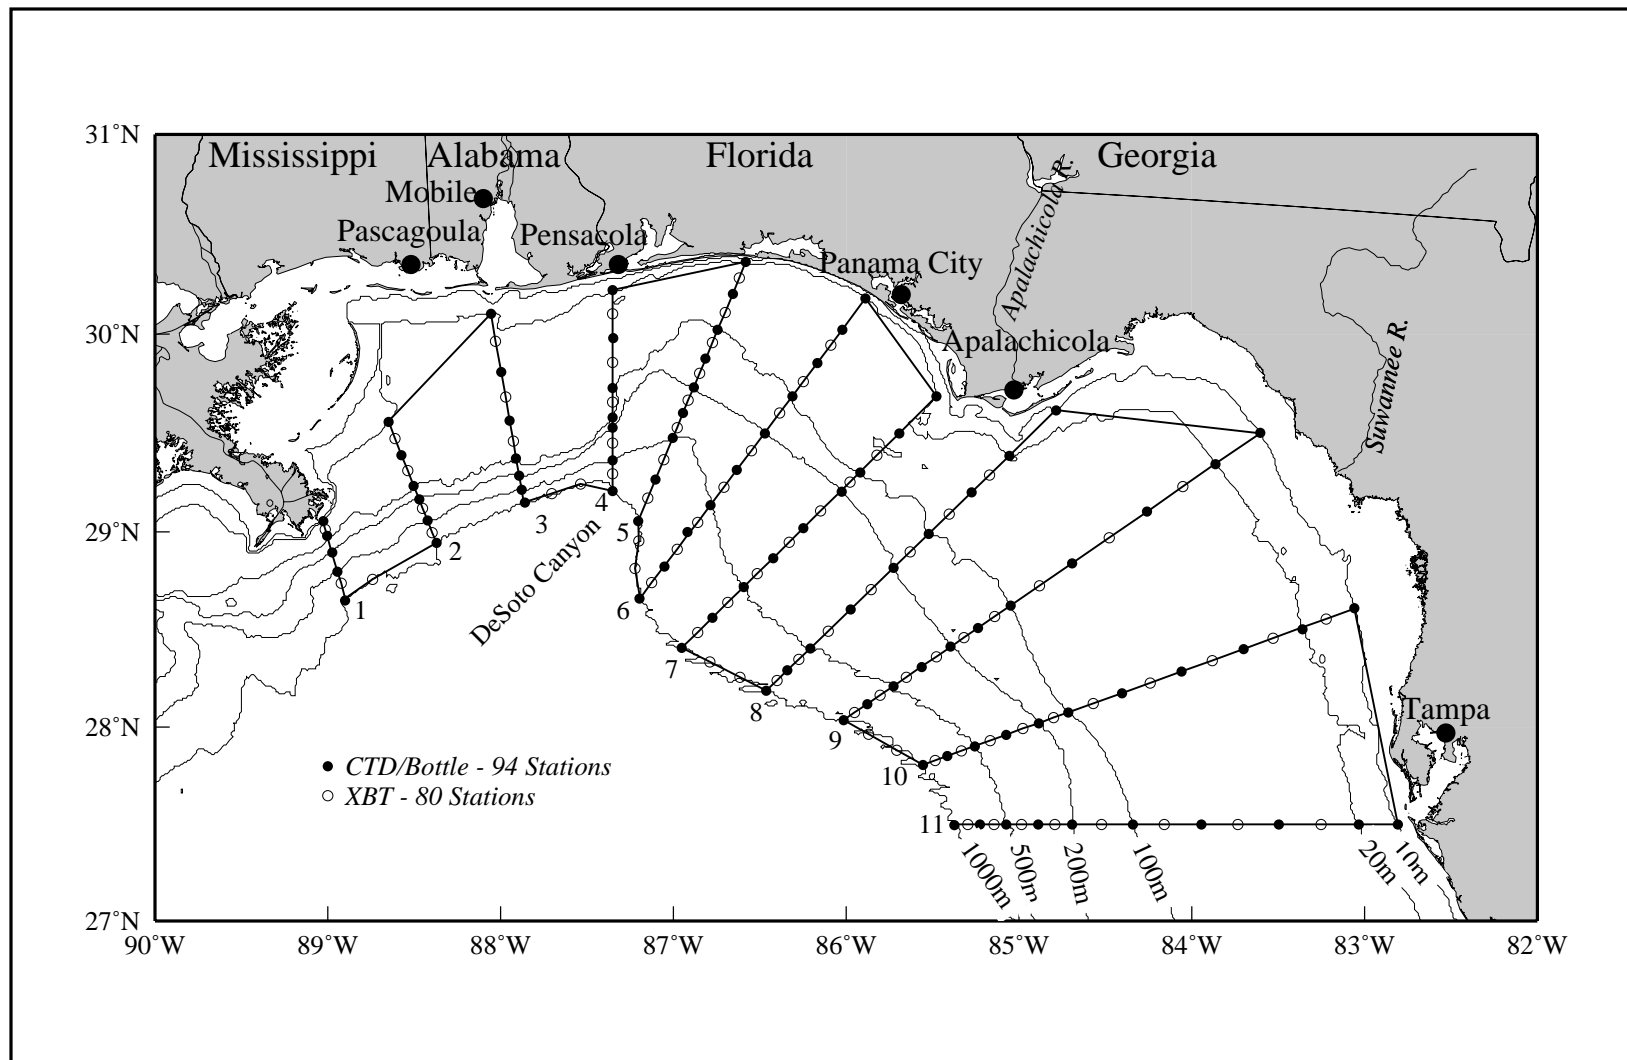 31°N
Mississippi Alabama Florida Georgia
Mobile
Apalachicola R.
Pascagoula
Pensacola
Panama City
30°N
Apalachicola
Suwannee R.
29°N
1
2
3
4
5
6
7
8
9
10
11
DeSoto Canyon
28°N
Tampa
CTD/Bottle - 94 Stations
XBT - 80 Stations
1000m
500m
200m
100m
20m
10m
27°N
90°W 89°W 88°W 87°W 86°W 85°W 84°W 83°W 82°W